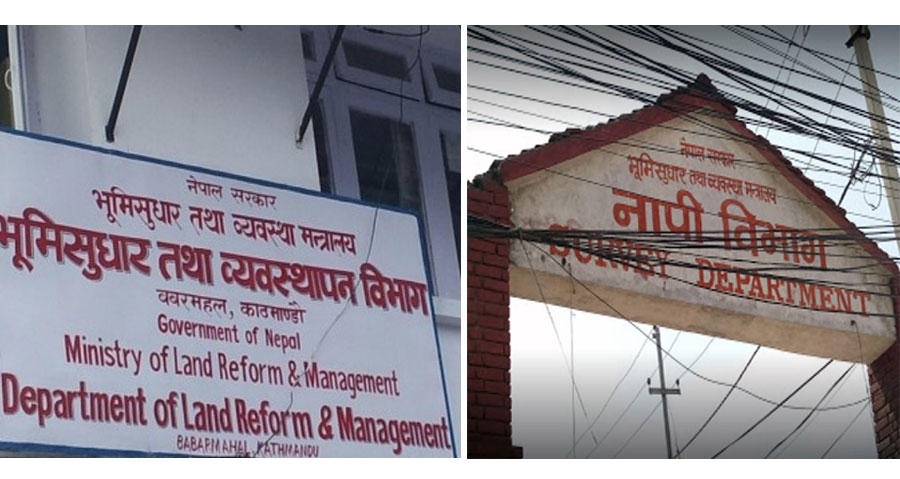 नेपाल सरकार
भूमिसुधार तथा व्यवस्था मन्त्रालय
भूमिसुधार तथा व्यवस्थापन विभाग
ववरमहल, काठमाण्डौ
Government of Nepal
Ministry of Land Reform & Management
Department of Land Reform & Management
BABARMAHAL, KATHMANDU
नेपाल सरकार
भूमिसुधार तथा व्यवस्था मन्त्रालय
नापी विभाग
SURVEY DEPARTMENT